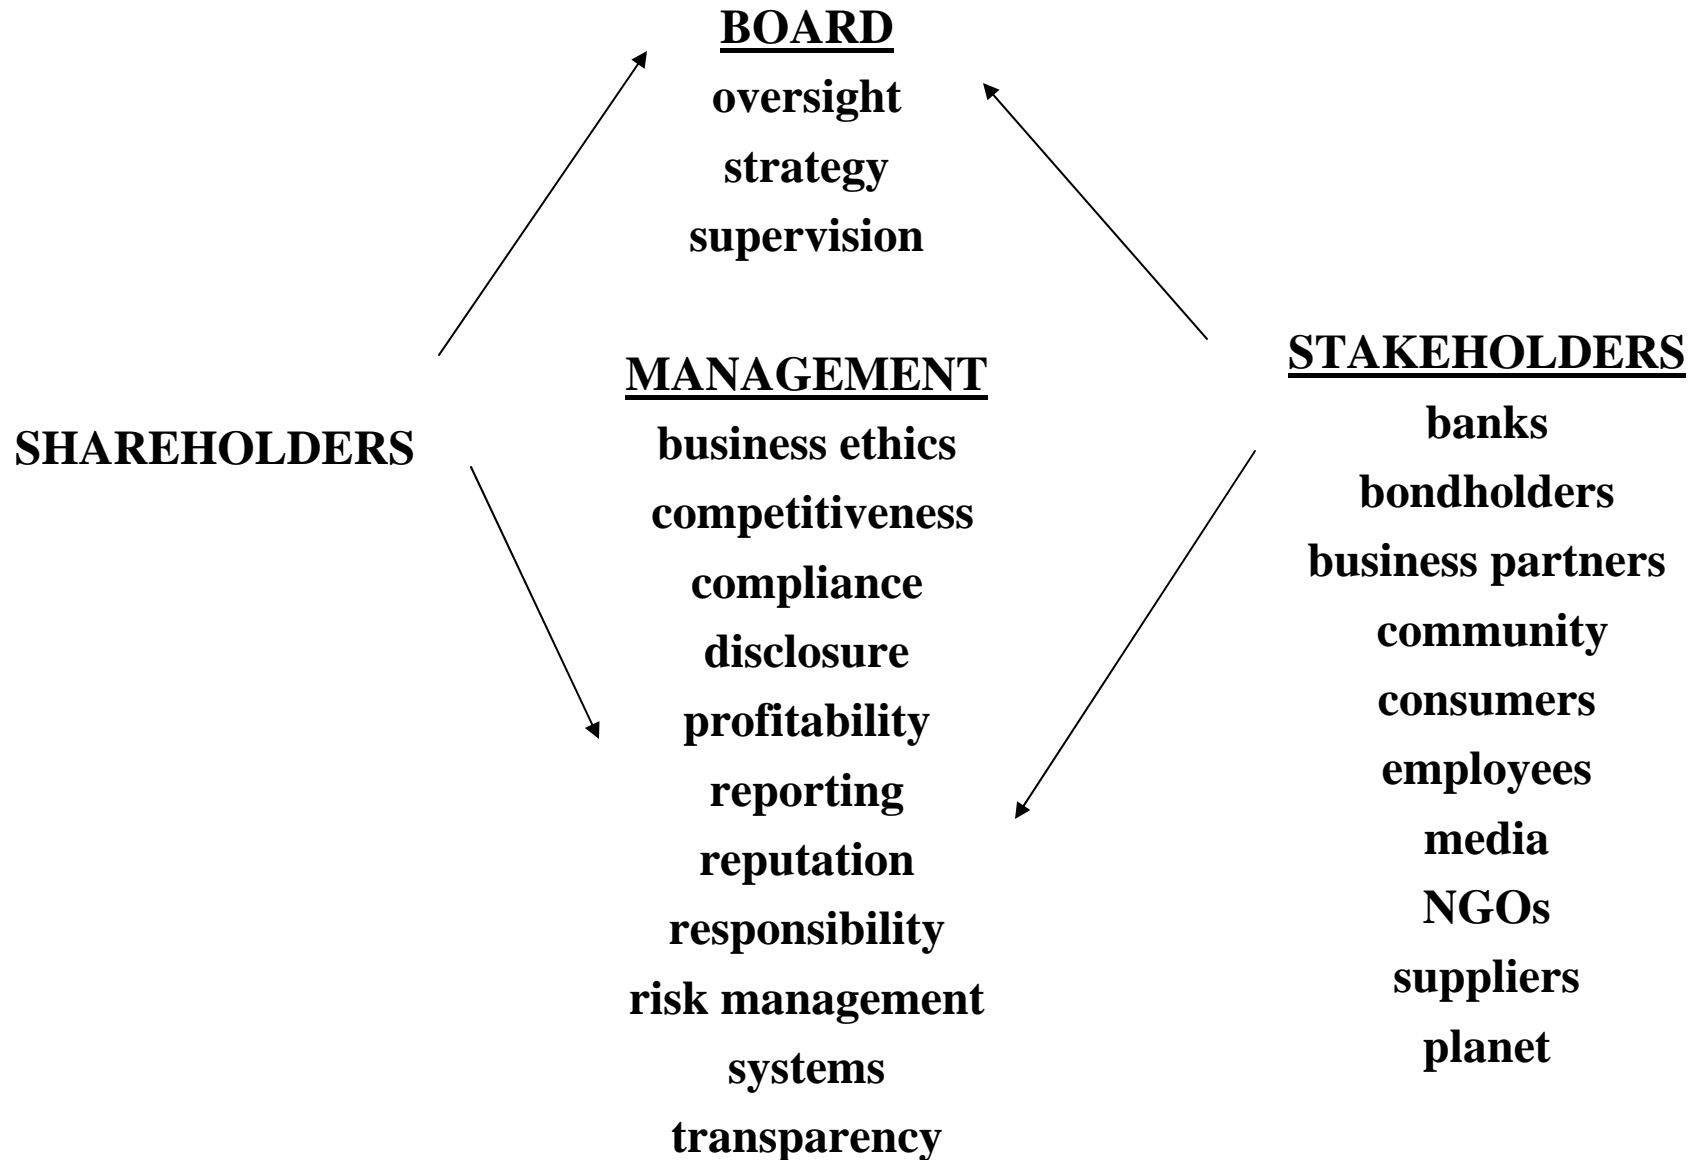 BOARD
oversight
strategy
supervision
MANAGEMENT
business ethics
competitiveness
compliance
disclosure
profitability
reporting
reputation
responsibility
risk management
systems
transparency
SHAREHOLDERS
STAKEHOLDERS
banks
bondholders
business partners
community
consumers
employees
media
NGOs
suppliers
planet